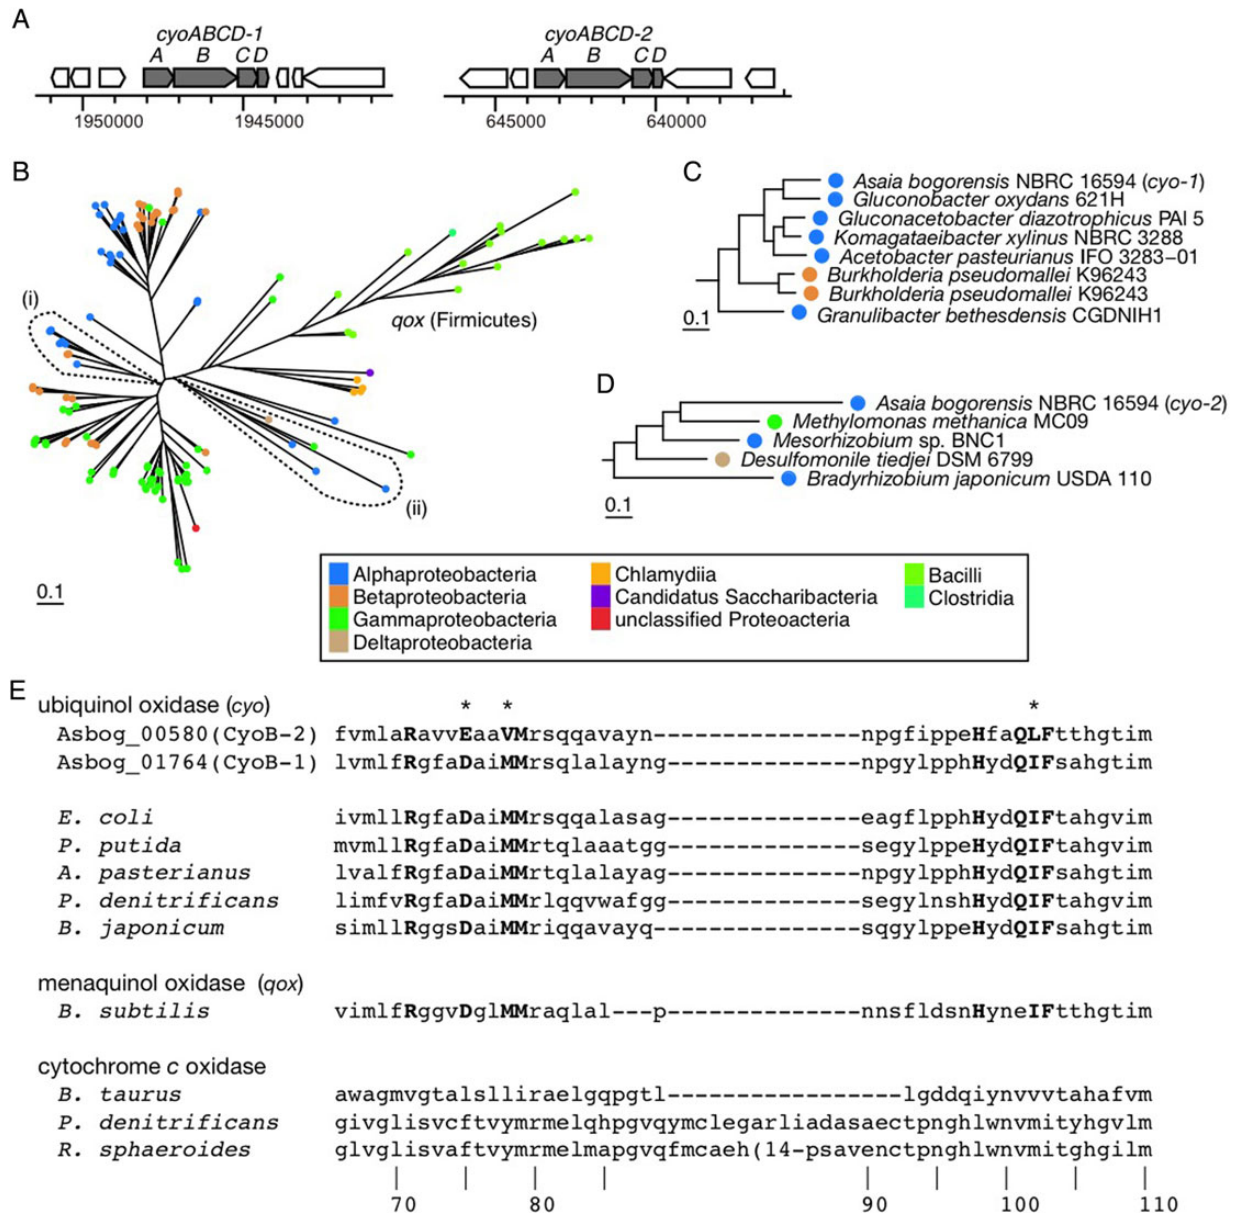 A
cyoABCD-1
A B C D
1950000 1945000
cyoABCD-2
A B C D
645000 640000
B
(i)
qox (Firmicutes)
(ii)
0.1
C
Asaia bogorensis NBRC 16594 (cyo-1)
Gluconobacter oxydans 621H
Gluconacetobacter diazotrophicus PAI 5
Komagataeibacter xylinus NBRC 3288
Acetobacter pasteurianus IFO 3283-01
Burkholderia pseudomallei K96243
Burkholderia pseudomallei K96243
Granulibacter bethesdensis CGDNIH1
0.1
D
Asaia bogorensis NBRC 16594 (cyo-2)
Methylomonas methanica MC09
Mesorhizobium sp. BNC1
Desulfomonile tiedjei DSM 6799
Bradyrhizobium japonicum USDA 110
0.1
Alphaproteobacteria
Betaproteobacteria
Gammaproteobacteria
Deltaproteobacteria
Chlamydiia
Candidatus Saccharibacteria
unclassified Proteoacteria
Bacilli
Clostridia
E
ubiquinol oxidase (cyo) * * *
Asbog_00580(CyoB-2) fvmlaRavvEaaVMrsqqavayn---------------npgfippeHfaQLFtthgtim
Asbog_01764(CyoB-1) lvmlfRgfaDaiMMrsqlalayng--------------npgylpphHydQIFsahgtim
E. coli ivmllRgfaDaiMMrsqqalasag--------------eagflpphHydQIFtahgvim
P. putida mvmllRgfaDaiMMrtqlaaatgg--------------segylpphHydQIFtahgvim
A. pasterianus lvalfRgfaDaiMMrtqlalayag--------------npgylpphHydQIFtahgtim
P. denitrificans limfvRgfaDaiMMrlqqvwafgg--------------segylnshHydQIFtahgvim
B. japonicum simllRggsDaiMMriqqavayq---------------sqgylppeHydQIFsahgtim
menaquinol oxidase (qox)
B. subtilis vimlfRggvDglMMraqlal---p--------------nnsfldsnHyneIFtthgtim
cytochrome c oxidase
B. taurus awagmvgtalslliraelgqpgtl-----------------lgddqiynvvvtahafvm
P. denitrificans givglisvcftvymrmelqhpgvqymclegarliadasaectpnghlwnvmityhgvlm
R. sphaeroides glvglisvaftvymrmelmapgvqfmcaeh(14-psavenctpnghlwnvmitghgilm
70 80 90 100 110